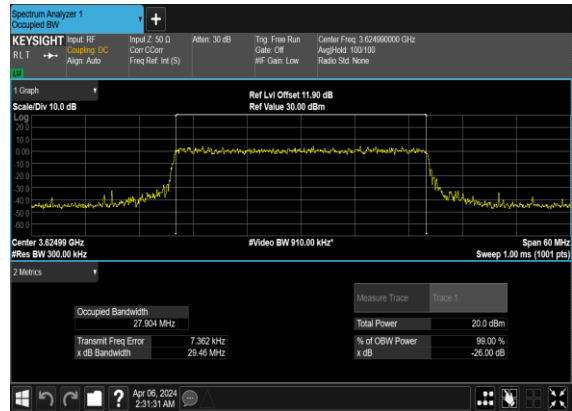 Spectrum Analyzer 1
Occupied BW
+
KEYSIGHT Input: RF Input Z: 50 Ω Atten: 30 dB Trig: Free Run Center Freq: 3.624990000 GHz
RLT Coupling: DC Corr CCorr Gate: Off Avg|Hold: 100/100
Align: Auto Freq Ref: Int (S) #IF Gain: Low Radio Std: None
1 Graph
Ref Lvl Offset 11.90 dB
Scale/Div 10.0 dB Ref Value 30.00 dBm
Log
20.0
10.0
0.00
-10.0
-20.0
-30.0
-40.0
-50.0
-60.0
Center 3.62499 GHz #Video BW 910.00 kHz* Span 60 MHz
#Res BW 300.00 kHz Sweep 1.00 ms (1001 pts)
2 Metrics
Measure Trace Trace 1
Occupied Bandwidth
27.904 MHz Total Power 20.0 dBm
Transmit Freq Error 7.362 kHz % of OBW Power 99.00 %
x dB Bandwidth 29.46 MHz x dB -26.00 dB
? Apr 06, 2024
2:31:31 AM